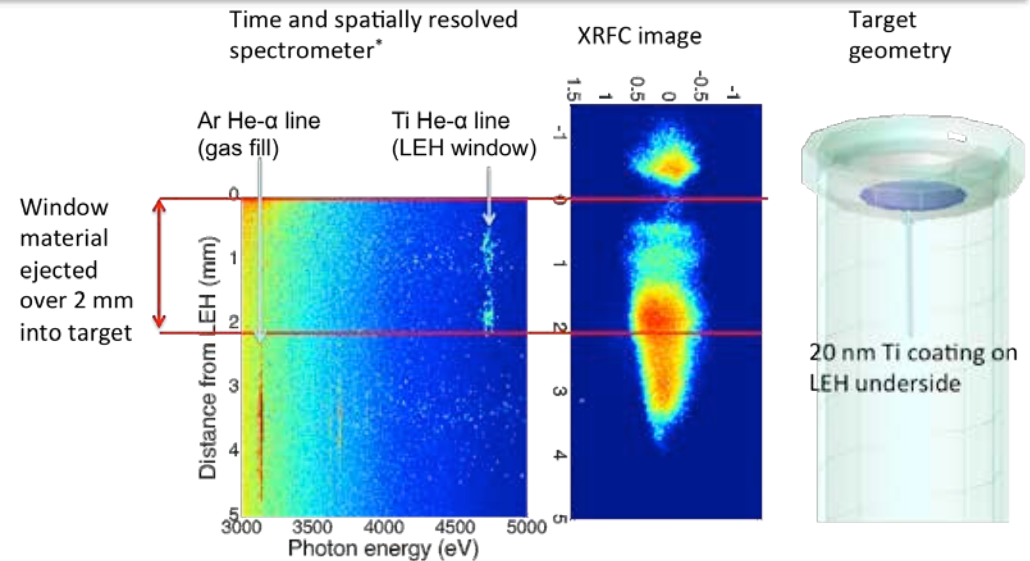 Time and spatially resolved
spectrometer*
XRFC image
Target
geometry
Ar He-α line
(gas fill)
Ti He-α line
(LEH window)
Window
material
ejected
over 2 mm
into target
Distance from LEH (mm)
0
1
2
3
4
5
3000 3500 4000 4500 5000
Photon energy (eV)
1.5 1 0.5 0 -0.5 -1
-1
0
1
2
3
4
5
20 nm Ti coating on
LEH underside